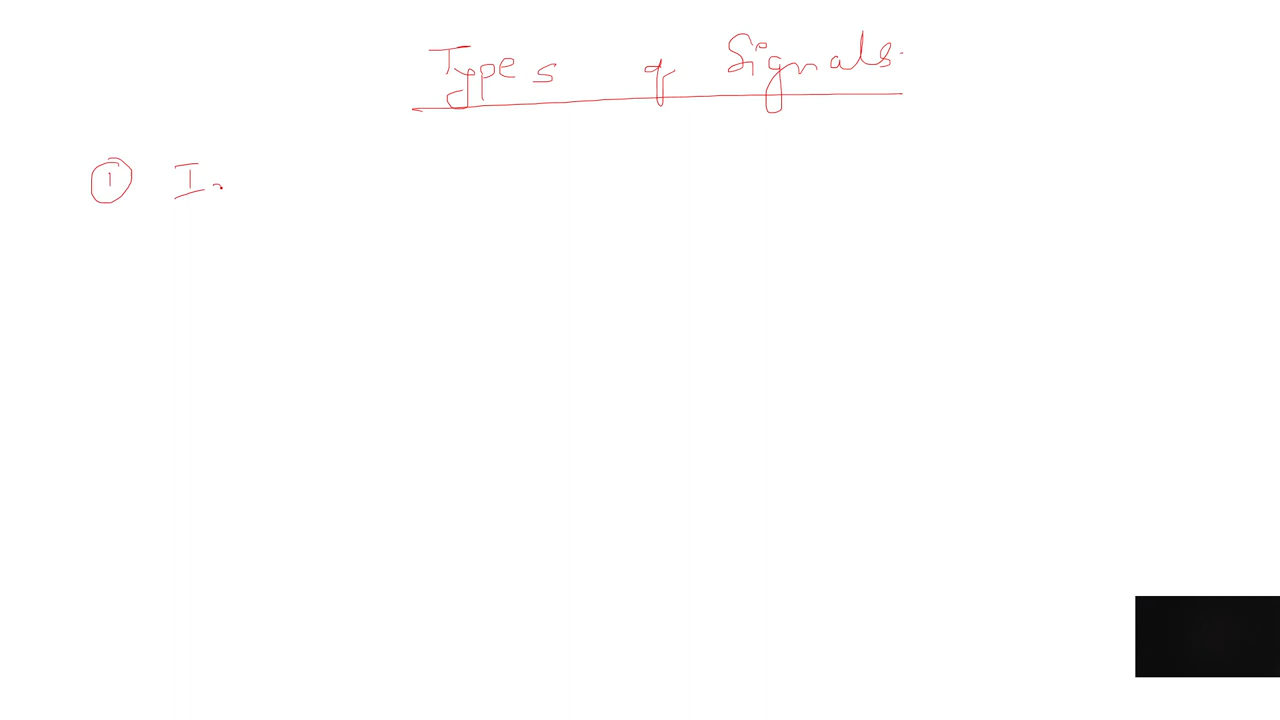 Types of Signals.
① I